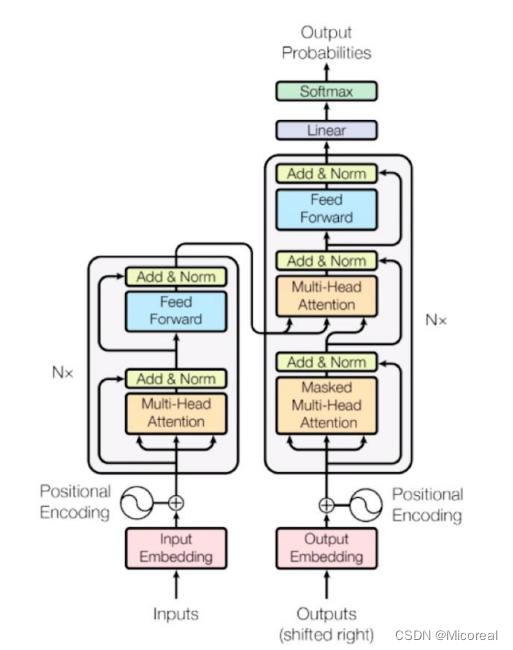 Output
Probabilities
Softmax
Linear
Add & Norm
Feed
Forward
Add & Norm
Multi-Head
Attention
Add & Norm
Masked
Multi-Head
Attention
Nx
Add & Norm
Feed
Forward
Add & Norm
Multi-Head
Attention
Nx
Positional
Encoding
Positional
Encoding
Input
Embedding
Output
Embedding
Inputs
Outputs
(shifted right)
CSDN @Micoreal